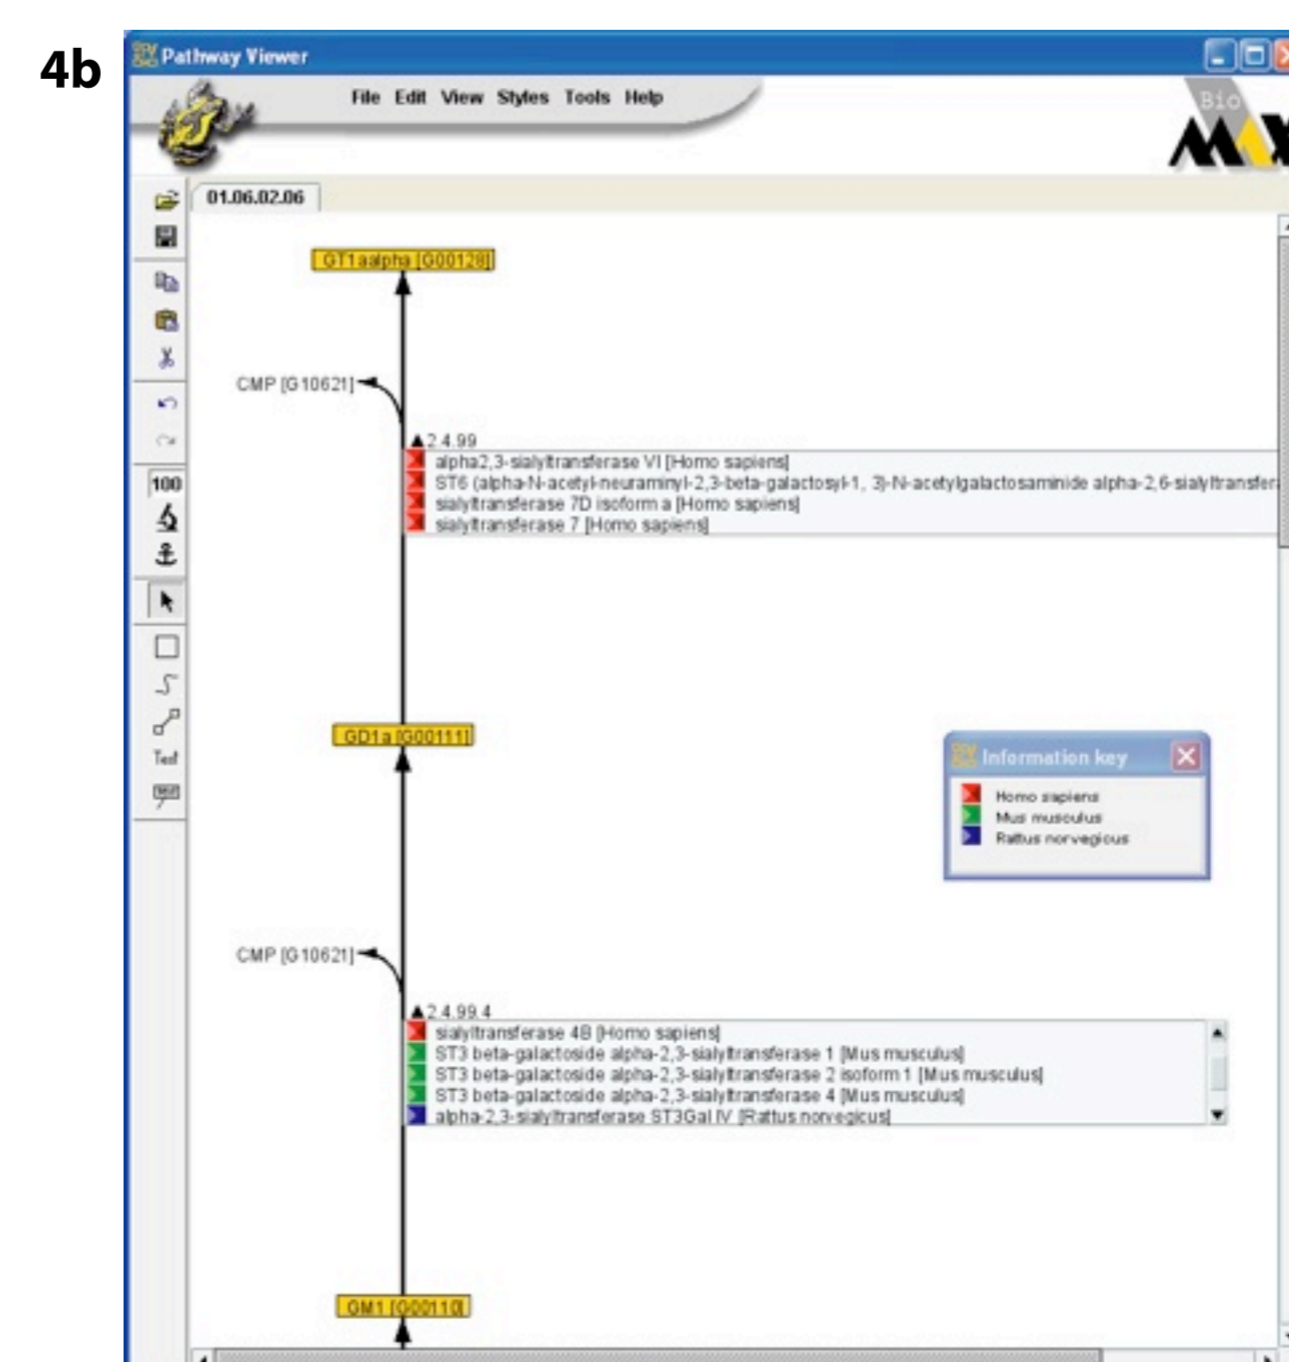 4b
Pathway Viewer
File Edit View Styles Tools Help
Bio
MAX
01.06.02.06
GT1aalpha [G00128]
CMP [G10621]
2.4.99
alpha2,3-sialyltransferase VI [Homo sapiens]
ST6 (alpha-N-acetyl-neuraminyl-2,3-beta-galactosyl-1, 3)-N-acetylgalactosaminide alpha-2,6-sialyltransfer
sialyltransferase 7D isoform a [Homo sapiens]
sialyltransferase 7 [Homo sapiens]
100
Text
GD1a [G00111]
Information key
Homo sapiens
Mus musculus
Rattus norvegicus
CMP [G10621]
2.4.99.4
sialyltransferase 4B [Homo sapiens]
ST3 beta-galactoside alpha-2,3-sialyltransferase 1 [Mus musculus]
ST3 beta-galactoside alpha-2,3-sialyltransferase 2 isoform 1 [Mus musculus]
ST3 beta-galactoside alpha-2,3-sialyltransferase 4 [Mus musculus]
alpha-2,3-sialyltransferase ST3Gal IV [Rattus norvegicus]
GM1 [G00110]